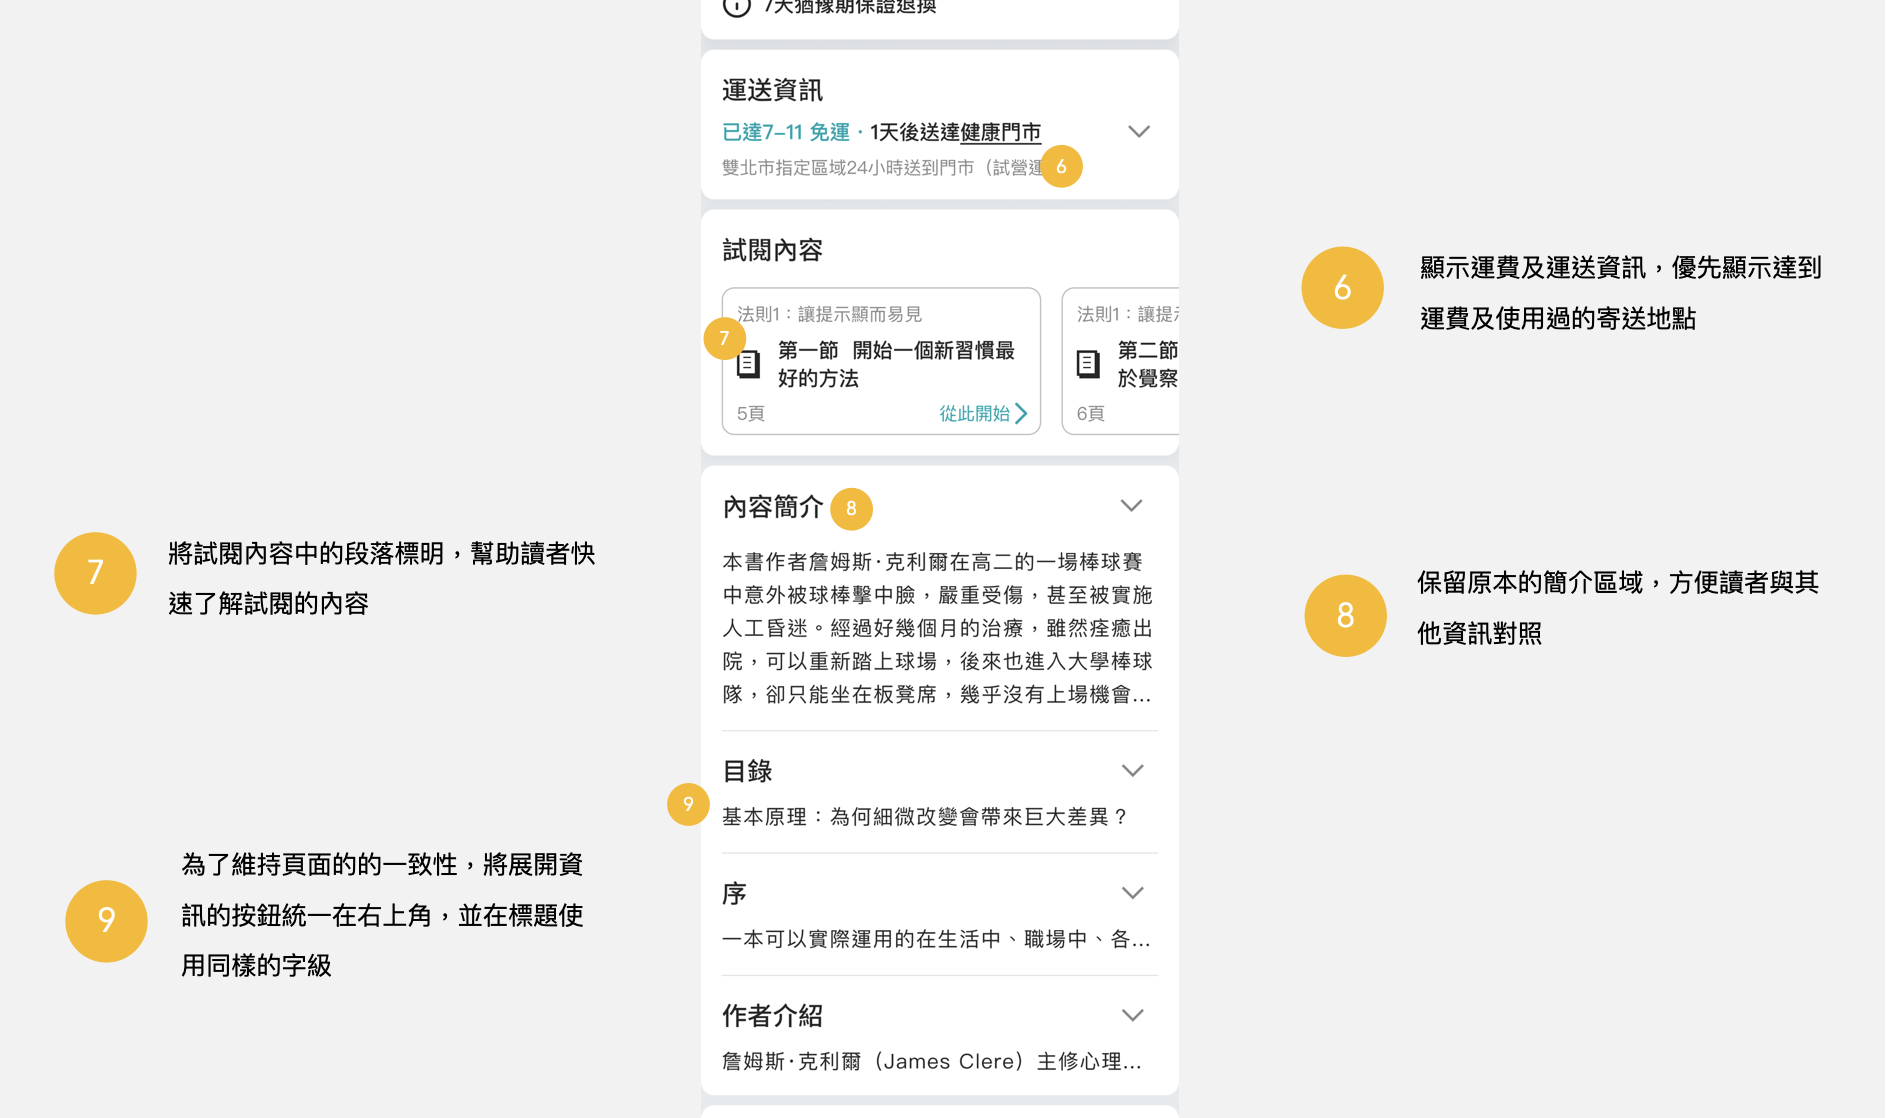 7天猶豫期保證退換
運送資訊
已達7-11 免運・1天後送達健康門市
雙北市指定區域24小時送到門市（試營運
6
試閱內容
法則1：讓提示顯而易見
第一節 開始一個新習慣最
好的方法
5頁
從此開始
7
法則1：讓提示
第二節
於覺察
6頁
內容簡介
8
本書作者詹姆斯·克利爾在高二的一場棒球賽
中意外被球棒擊中臉，嚴重受傷，甚至被實施
人工昏迷。經過好幾個月的治療，雖然痊癒出
院，可以重新踏上球場，後來也進入大學棒球
隊，卻只能坐在板凳席，幾乎沒有上場機會...
目錄
9
基本原理：為何細微改變會帶來巨大差異？
序
一本可以實際運用的在生活中、職場中、各...
作者介紹
詹姆斯·克利爾（James Clere）主修心理...
6
顯示運費及運送資訊，優先顯示達到
運費及使用過的寄送地點
7
將試閱內容中的段落標明，幫助讀者快
速了解試閱的內容
8
保留原本的簡介區域，方便讀者與其
他資訊對照
9
為了維持頁面的的一致性，將展開資
訊的按鈕統一在右上角，並在標題使
用同樣的字級